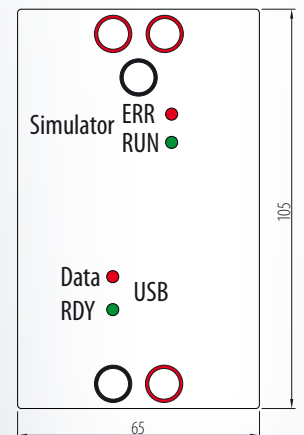 ERR
Simulator
RUN
105
Data
USB
RDY
65